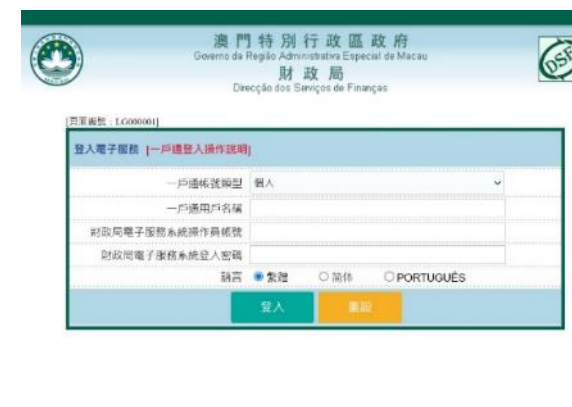 澳門特別行政區政府
Governo da Região Administrativa Especial de Macau
財政局
Direcção dos Serviços de Finanças
DSF
[頁面編號 : LG000001]
登入電子服務 [一戶通登入操作說明]
一戶通帳號類型 個人
一戶通用戶名稱
財政局電子服務系統操作員帳號
財政局電子服務系統登入密碼
語言 繁體 简体 PORTUGUÊS
登入 重設